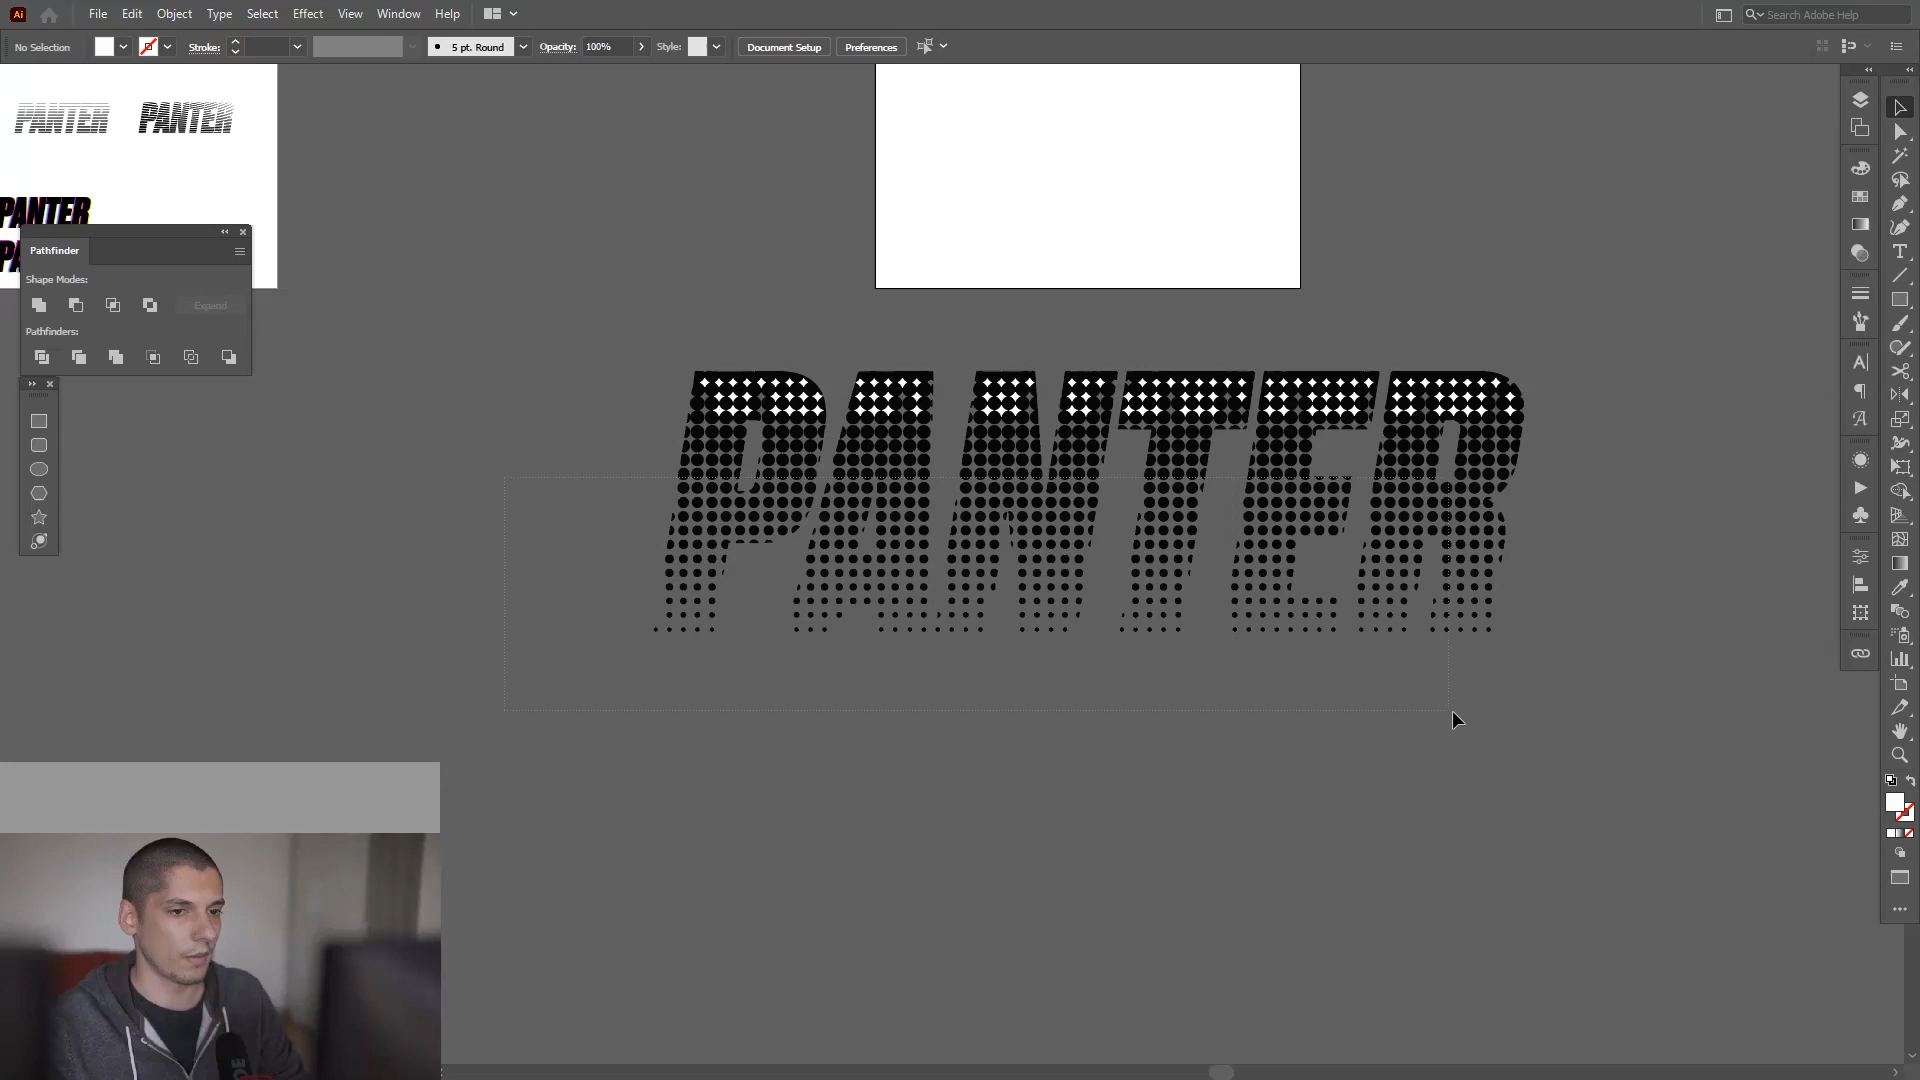 Ai File Edit Object Type Select Effect View Window Help Search Adobe Help
No Selection Stroke: 5 pt. Round Opacity: 100% Style: Document Setup Preferences
PANTER PANTER
PANTER
Pathfinder
Shape Modes:
Expand
Pathfinders:
PANTER